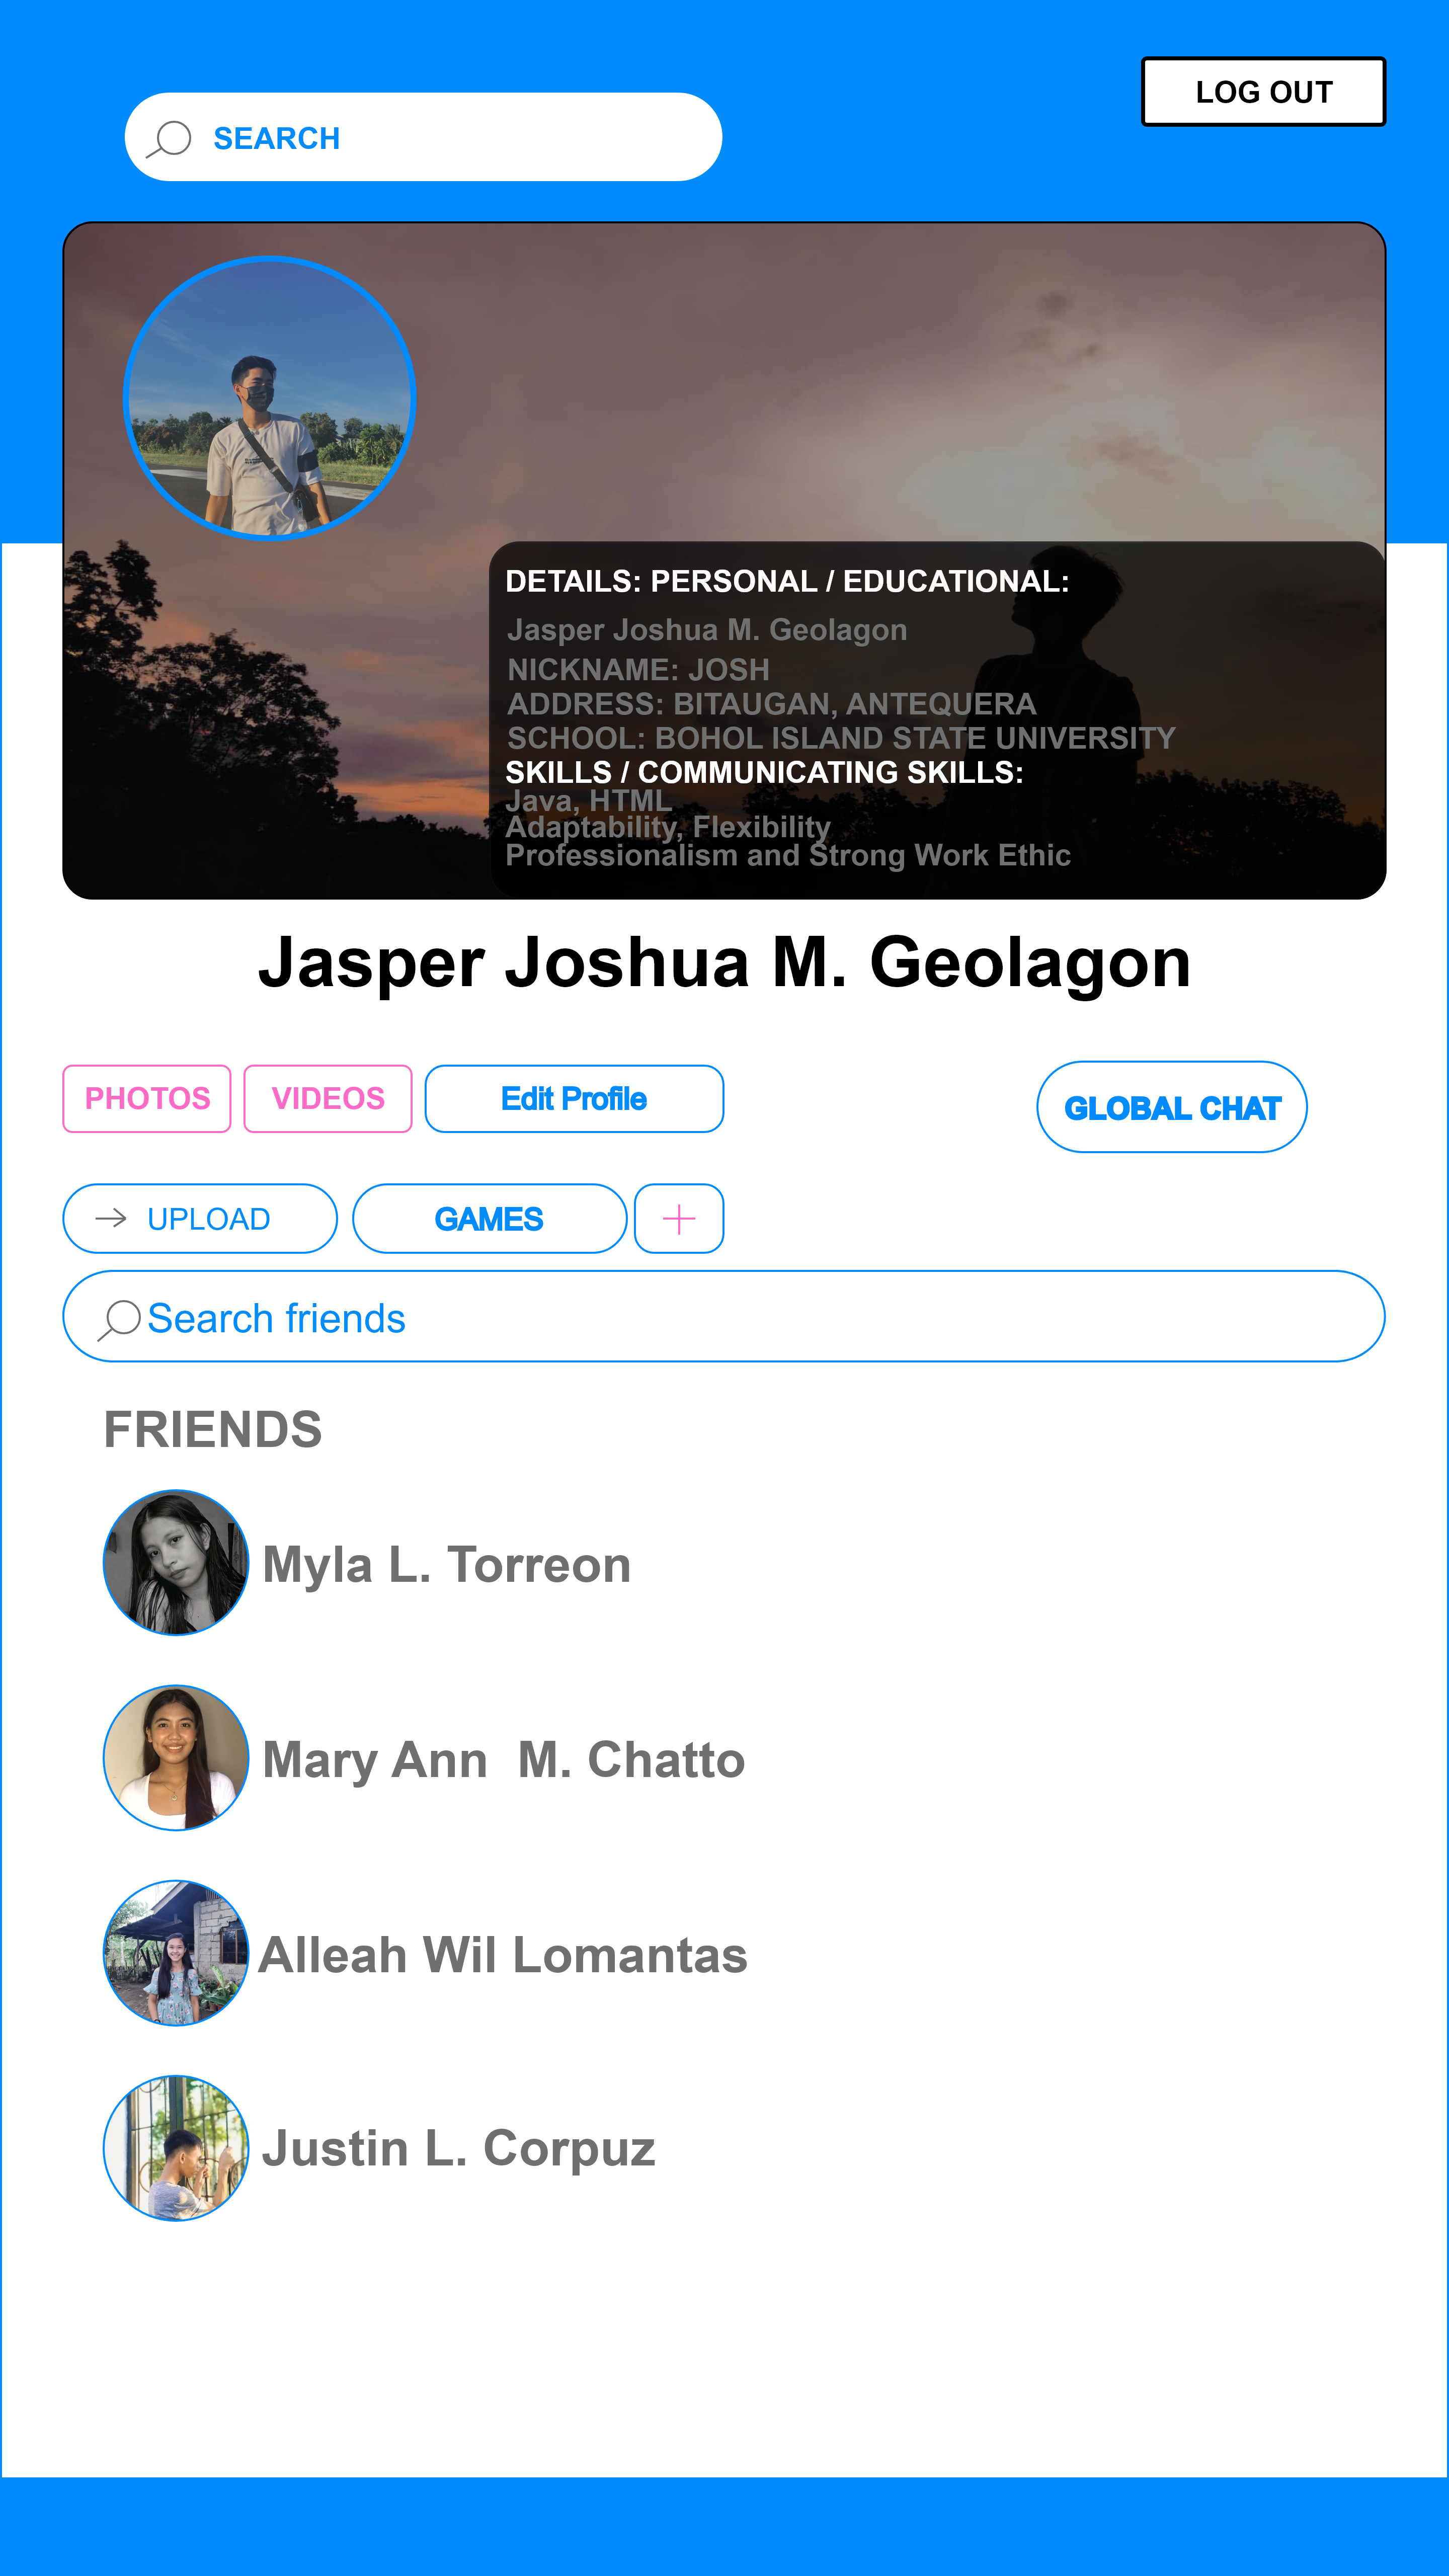 LOG OUT
SEARCH
DETAILS: PERSONAL / EDUCATIONAL:
Jasper Joshua M. Geolagon
NICKNAME: JOSH
ADDRESS: BITAUGAN, ANTEQUERA
SCHOOL: BOHOL ISLAND STATE UNIVERSITY
SKILLS / COMMUNICATING SKILLS:
Java, HTML
Adaptability, Flexibility
Professionalism and Strong Work Ethic
Jasper Joshua M. Geolagon
PHOTOS VIDEOS Edit Profile GLOBAL CHAT
UPLOAD GAMES
Search friends
FRIENDS
Myla L. Torreon
Mary Ann  M. Chatto
Alleah Wil Lomantas
Justin L. Corpuz